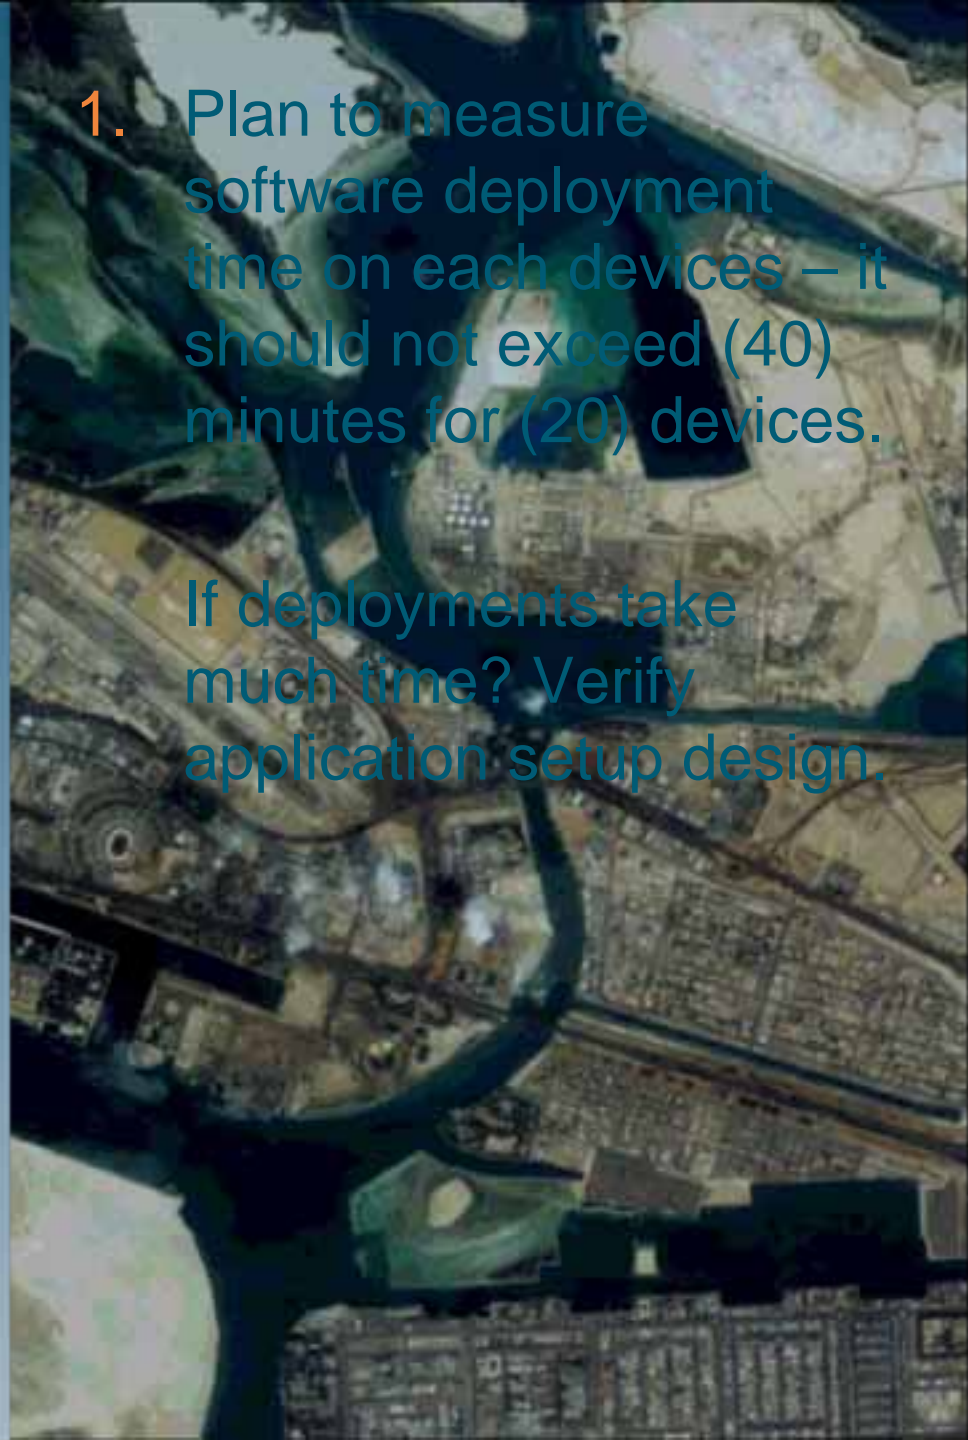 1. Plan to measure
software deployment
time on each devices – it
should not exceed (40)
minutes for (20) devices.
If deployments take
much time? Verify
application setup design.